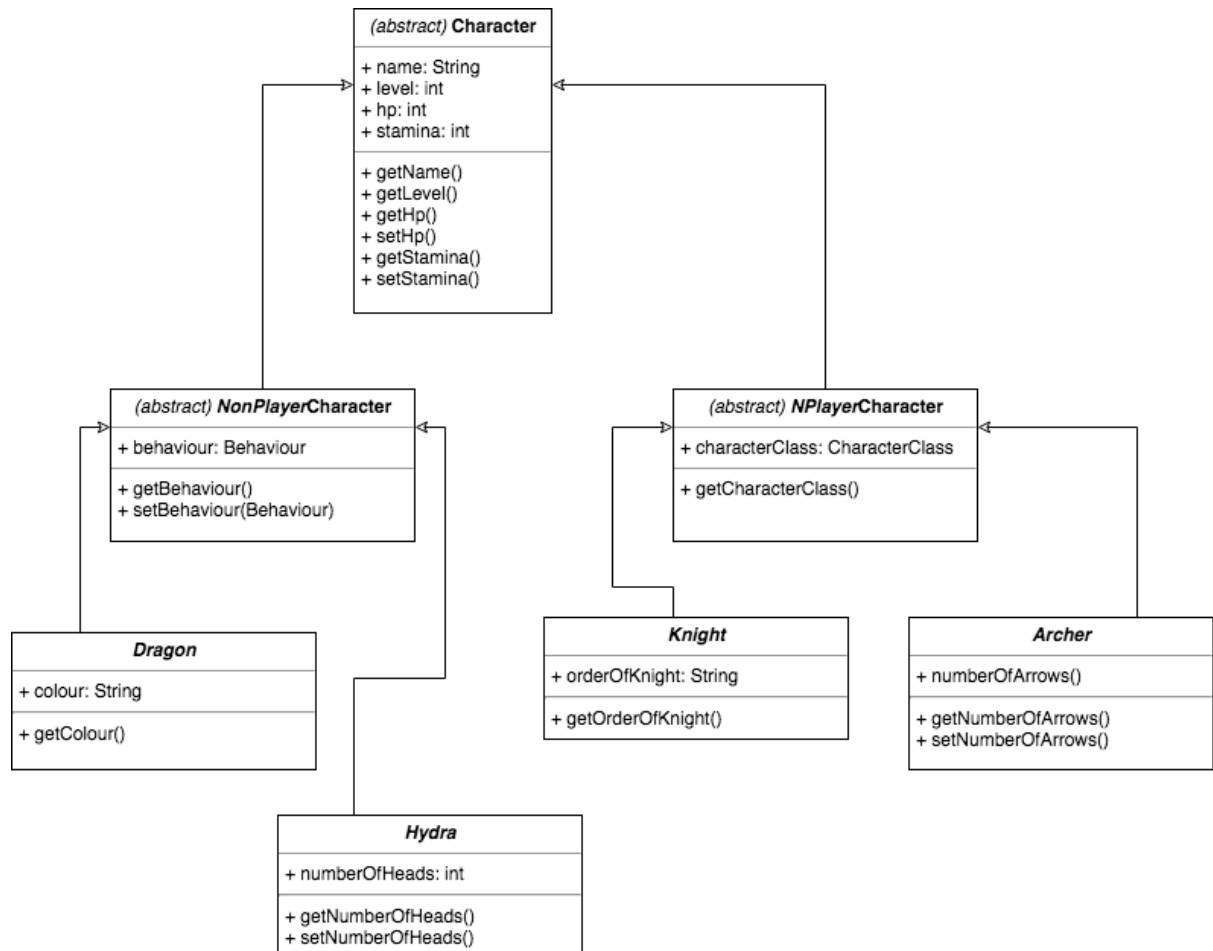 (abstract) Character
+ name: String
+ level: int
+ hp: int
+ stamina: int
+ getName()
+ getLevel()
+ getHp()
+ setHp()
+ getStamina()
+ setStamina()
(abstract) NonPlayerCharacter
+ behaviour: Behaviour
+ getBehaviour()
+ setBehaviour(Behaviour)
(abstract) NPlayerCharacter
+ characterClass: CharacterClass
+ getCharacterClass()
Dragon
+ colour: String
+ getColour()
Knight
+ orderOfKnight: String
+ getOrderOfKnight()
Archer
+ numberOfArrows()
+ getNumberOfArrows()
+ setNumberOfArrows()
Hydra
+ numberOfHeads: int
+ getNumberOfHeads()
+ setNumberOfHeads()